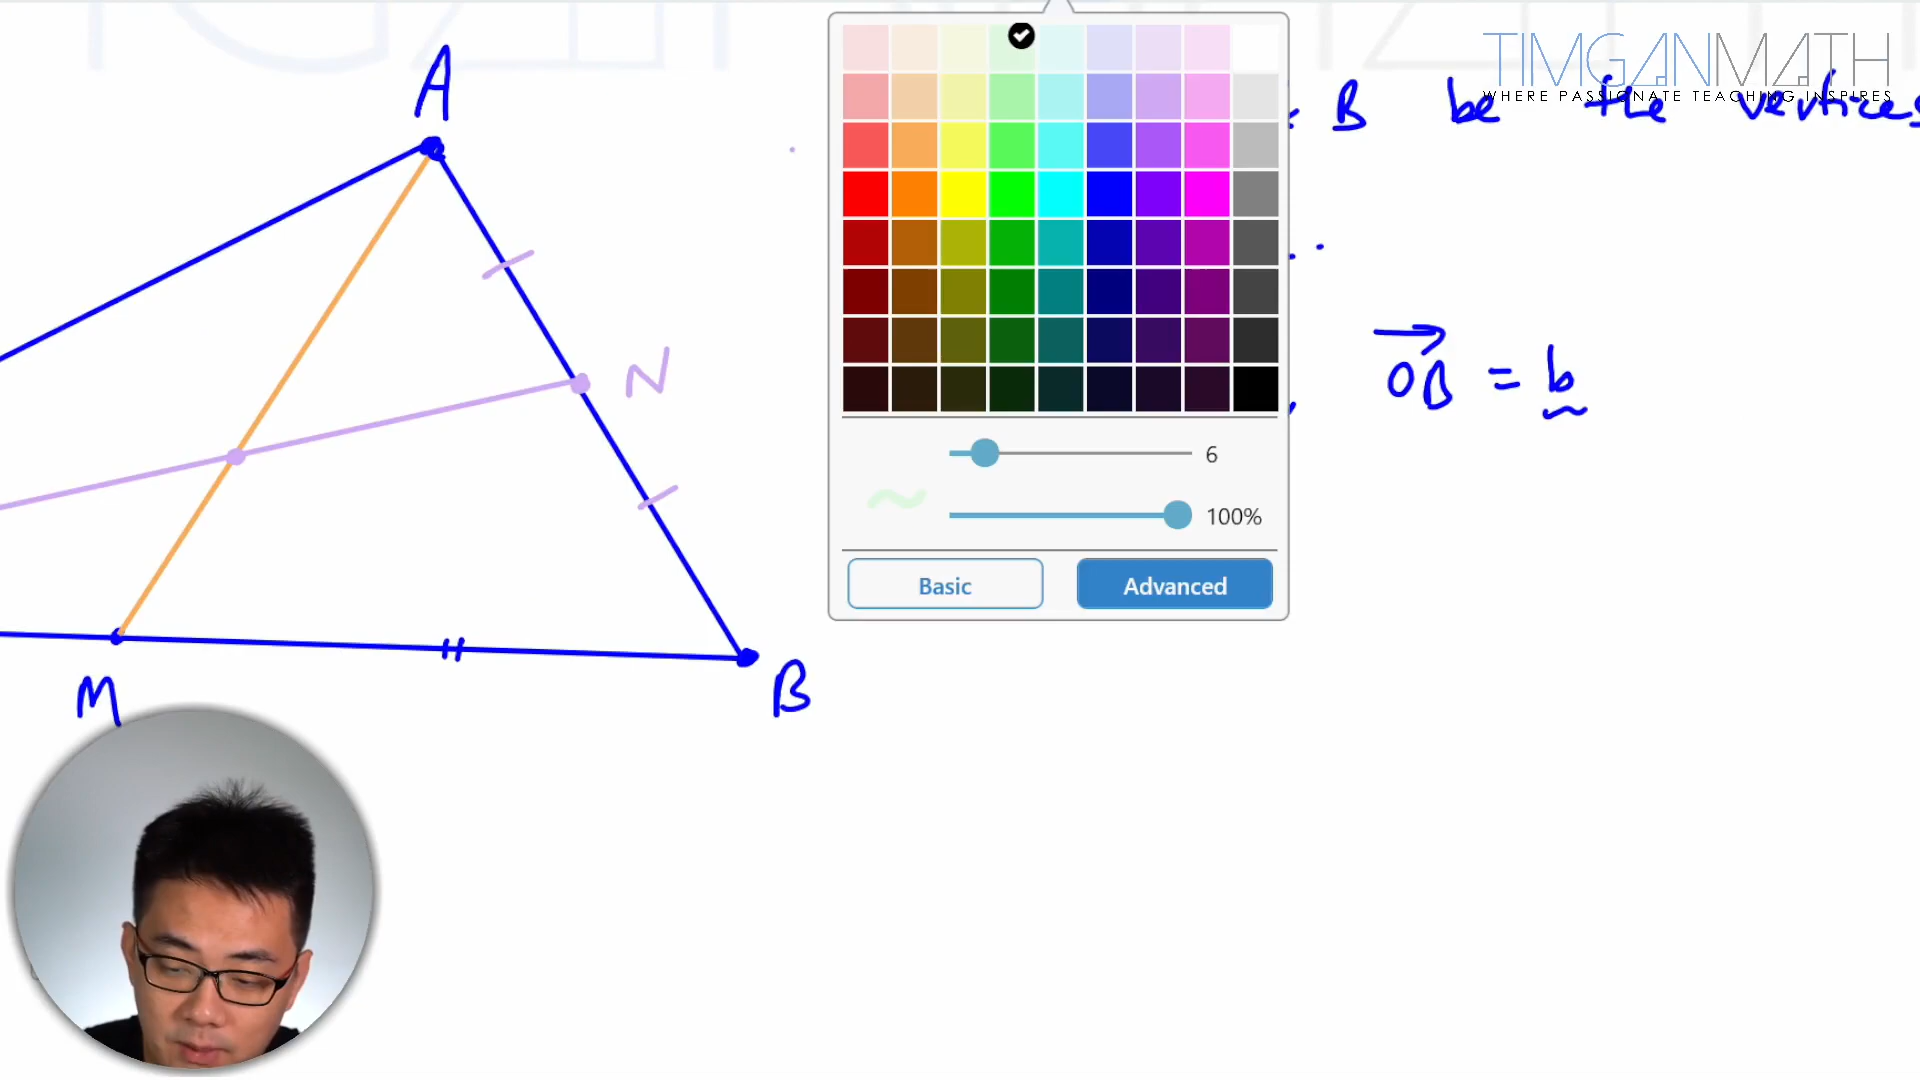 TIMGANMATH
WHERE PASSIONATE TEACHING INSPIRES
A
B be the vertices
N
OB = b
6
100%
Basic
Advanced
M
B